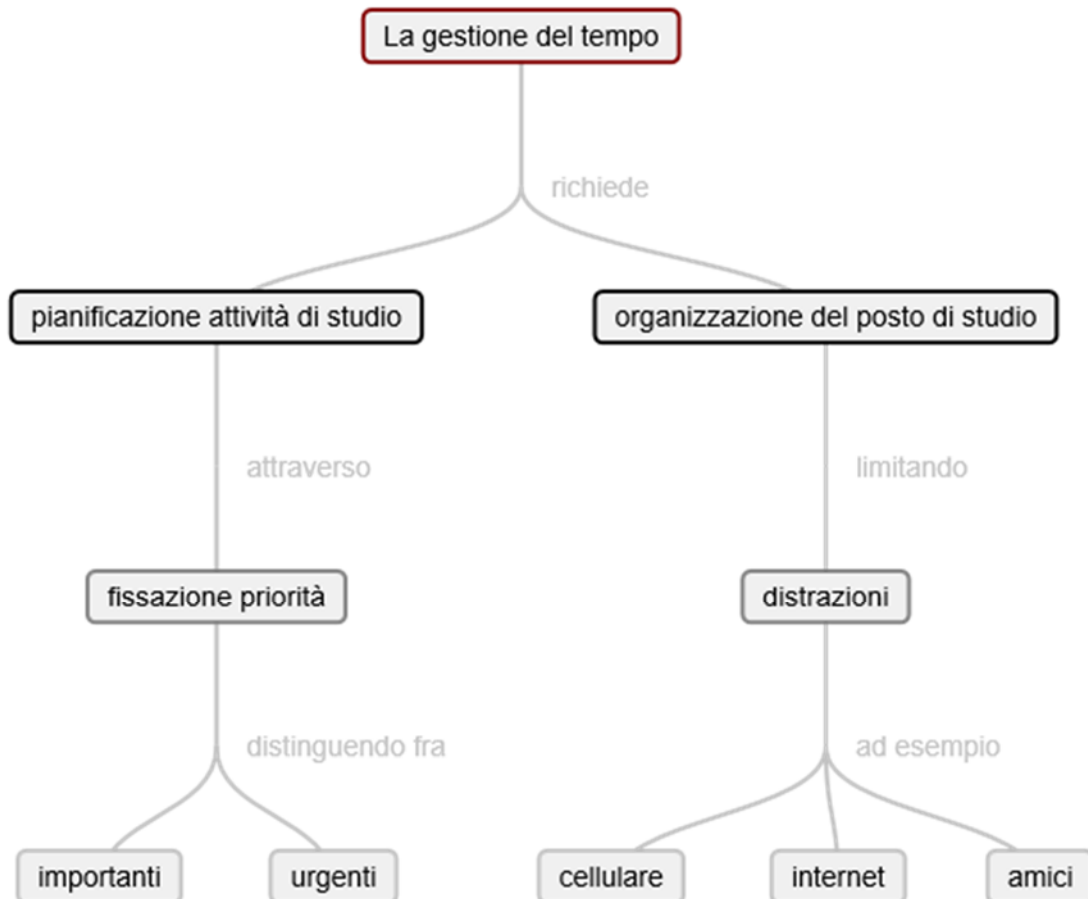 La gestione del tempo
richiede
pianificazione attività di studio
organizzazione del posto di studio
attraverso
limitando
fissazione priorità
distrazioni
distinguendo fra
ad esempio
importanti
urgenti
cellulare
internet
amici